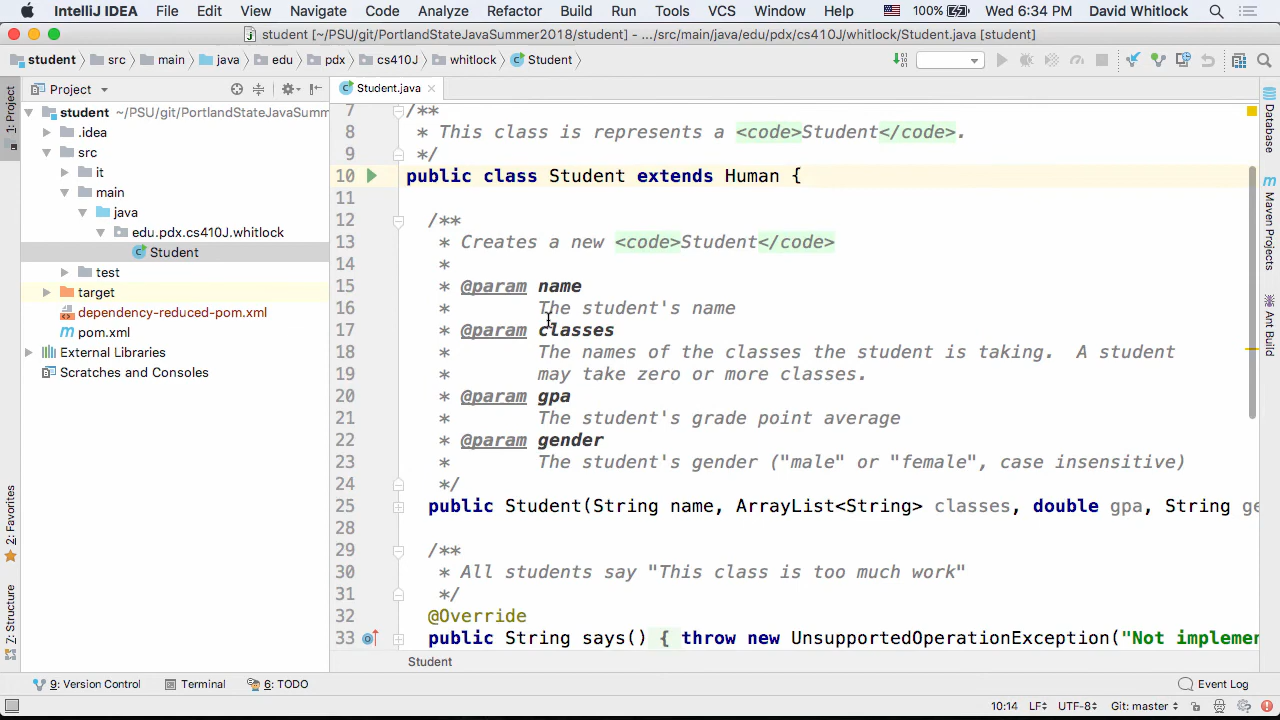 IntelliJ IDEA File Edit View Navigate Code Analyze Refactor Build Run Tools VCS Window Help 100% Wed 6:34 PM David Whitlock
student [~/PSU/git/PortlandStateJavaSummer2018/student] - .../src/main/java/edu/pdx/cs410J/whitlock/Student.java [student]
student src main java edu pdx cs410J whitlock Student
Project
Student.java
1: Project
student ~/PSU/git/PortlandStateJavaSumm
.idea
src
it
main
java
edu.pdx.cs410J.whitlock
Student
test
target
dependency-reduced-pom.xml
pom.xml
External Libraries
Scratches and Consoles
2: Favorites
7: Structure
7 /**
8 * This class is represents a <code>Student</code>.
9 */
10 public class Student extends Human {
11
12 /**
13 * Creates a new <code>Student</code>
14 *
15 * @param name
16 * The student's name
17 * @param classes
18 * The names of the classes the student is taking. A student
19 * may take zero or more classes.
20 * @param gpa
21 * The student's grade point average
22 * @param gender
23 * The student's gender ("male" or "female", case insensitive)
24 */
25 public Student(String name, ArrayList<String> classes, double gpa, String ge
28
29 /**
30 * All students say "This class is too much work"
31 */
32 @Override
33 public String says() { throw new UnsupportedOperationException("Not implemen
Student
Database
Maven Projects
Ant Build
9: Version Control Terminal 6: TODO Event Log
10:14 LF UTF-8 Git: master